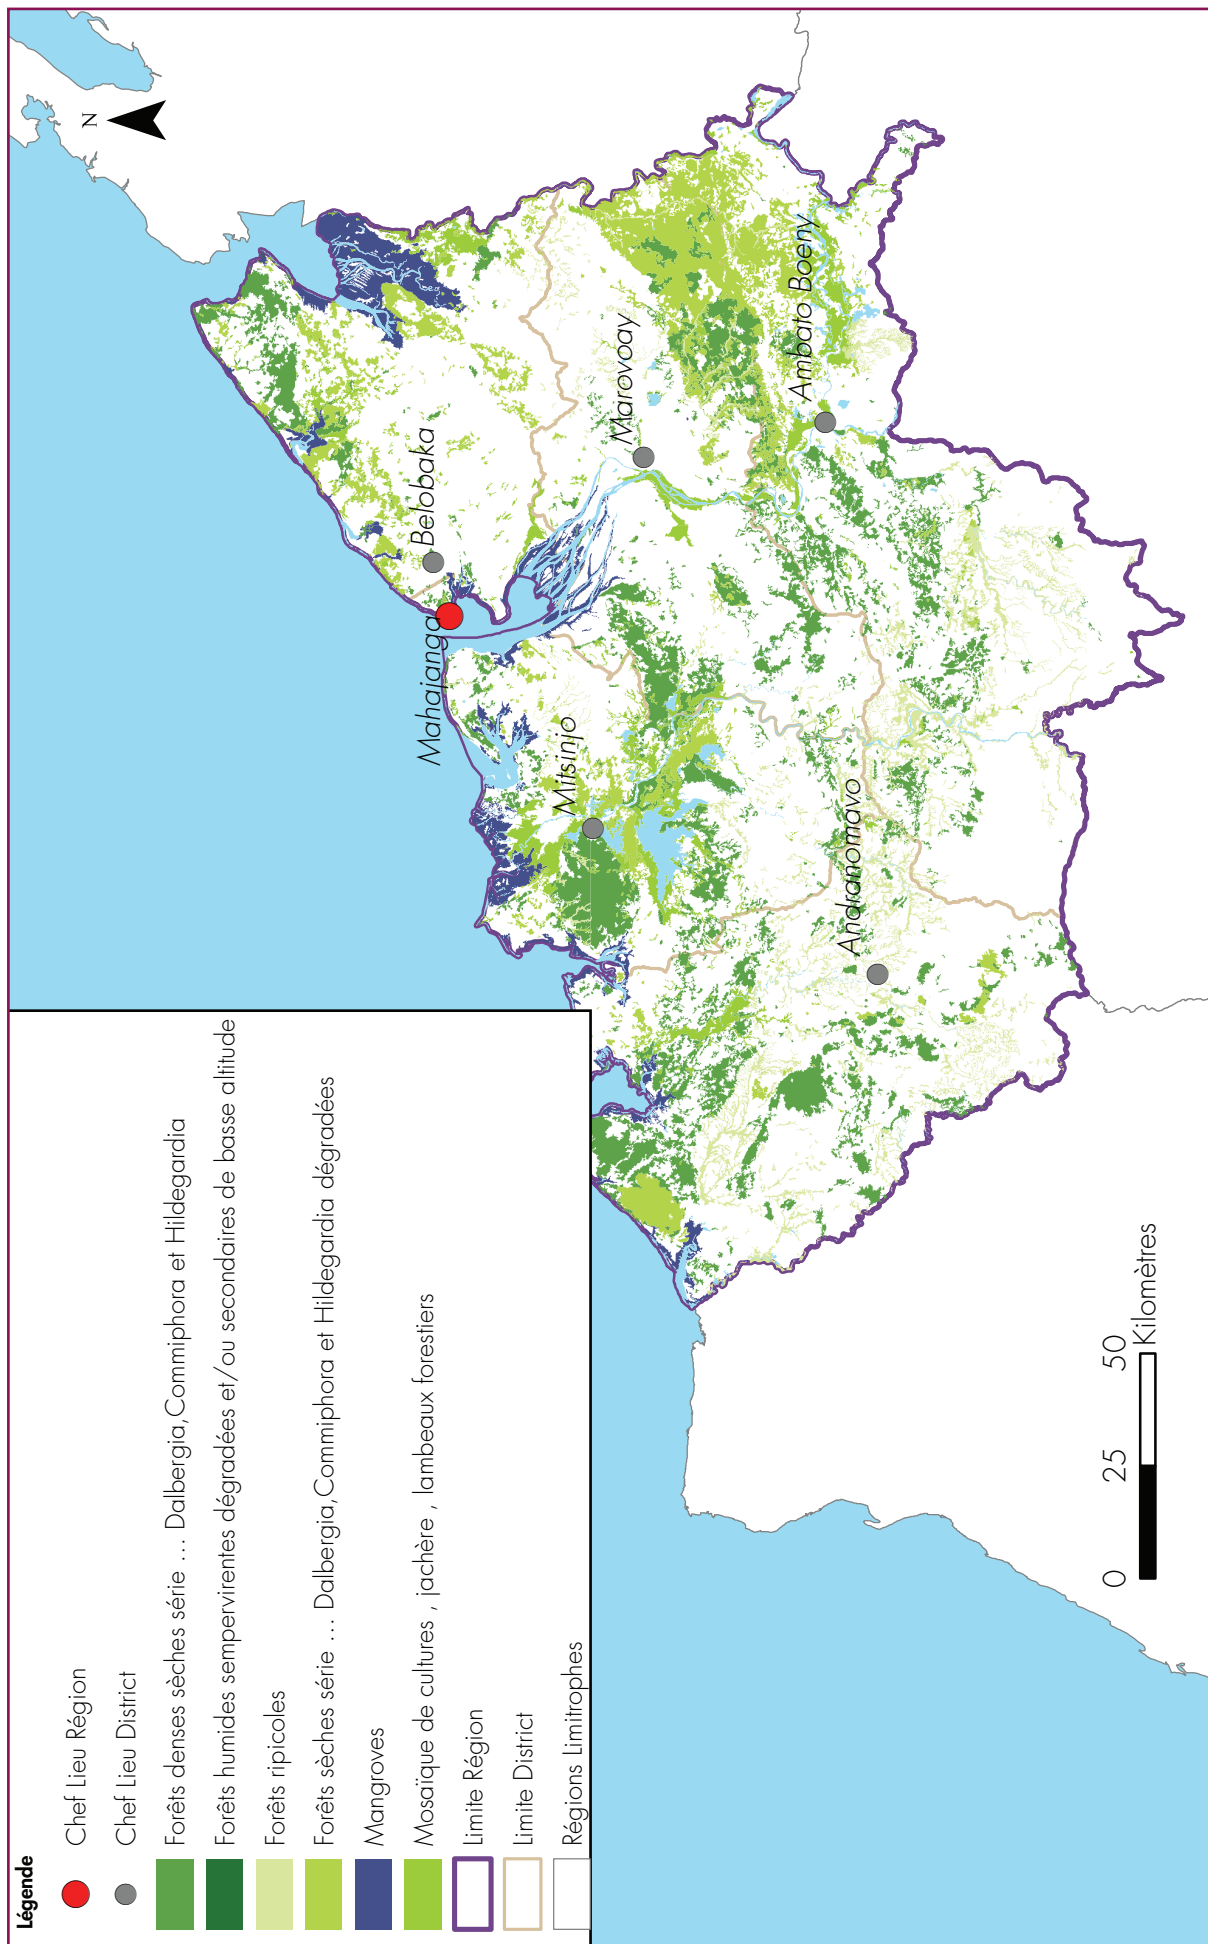 Légende
Chef Lieu Région
Chef Lieu District
Forêts denses sèches série ... Dalbergia,Commiphora et Hildegardia
Forêts humides sempervirentes dégradées et/ou secondaires de basse altitude
Forêts ripicoles
Forêts sèches série ... Dalbergia,Commiphora et Hildegardia dégradées
Mangroves
Mosaïque de cultures , jachère , lambeaux forestiers
Limite Région
Limite District
Régions Limitrophes
N
Belobaka
Mahajanga
Marovoay
Mitsinjo
Ambato Boeny
Andranomavo
0 25 50
Kilomètres